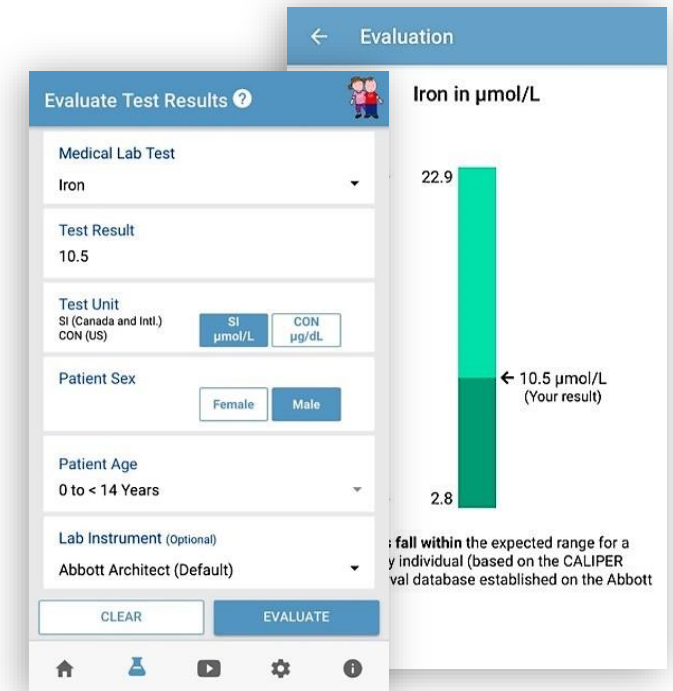 Evaluation
Iron in µmol/L
22.9
← 10.5 µmol/L
(Your result)
2.8
fall within the expected range for a
individual (based on the CALIPER
database established on the Abbott
Evaluate Test Results ?
Medical Lab Test
Iron
Test Result
10.5
Test Unit
SI (Canada and Intl.)
CON (US)
SI
µmol/L
CON
µg/dL
Patient Sex
Female
Male
Patient Age
0 to < 14 Years
Lab Instrument (Optional)
Abbott Architect (Default)
CLEAR
EVALUATE